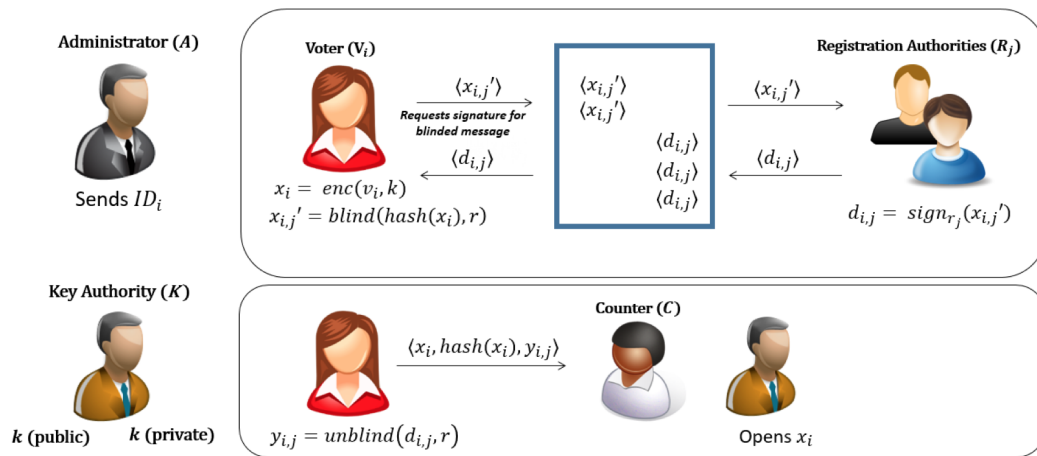 Administrator (A)
Sends ID_i
Voter (V_i)
⟨x_{i,j}'⟩
Requests signature for
blinded message
⟨d_{i,j}⟩
x_i = enc(v_i, k)
x_{i,j}' = blind(hash(x_i), r)
⟨x_{i,j}'⟩
⟨x_{i,j}'⟩
⟨d_{i,j}⟩
⟨d_{i,j}⟩
⟨d_{i,j}⟩
Registration Authorities (R_j)
⟨x_{i,j}'⟩
⟨d_{i,j}⟩
d_{i,j} = sign_{r_j}(x_{i,j}')
Key Authority (K)
k (public)
k (private)
⟨x_i, hash(x_i), y_{i,j}⟩
y_{i,j} = unblind(d_{i,j}, r)
Counter (C)
Opens x_i